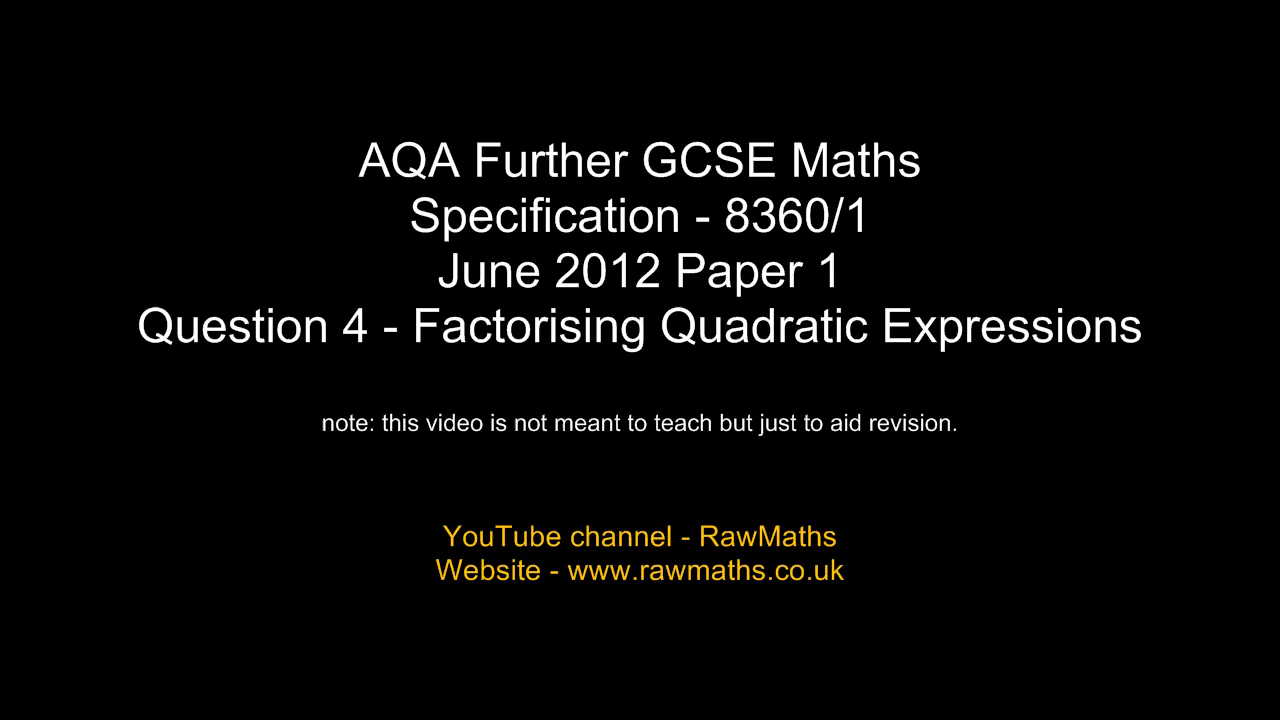 AQA Further GCSE Maths
Specification - 8360/1
June 2012 Paper 1
Question 4 - Factorising Quadratic Expressions
note: this video is not meant to teach but just to aid revision.
YouTube channel - RawMaths
Website - www.rawmaths.co.uk